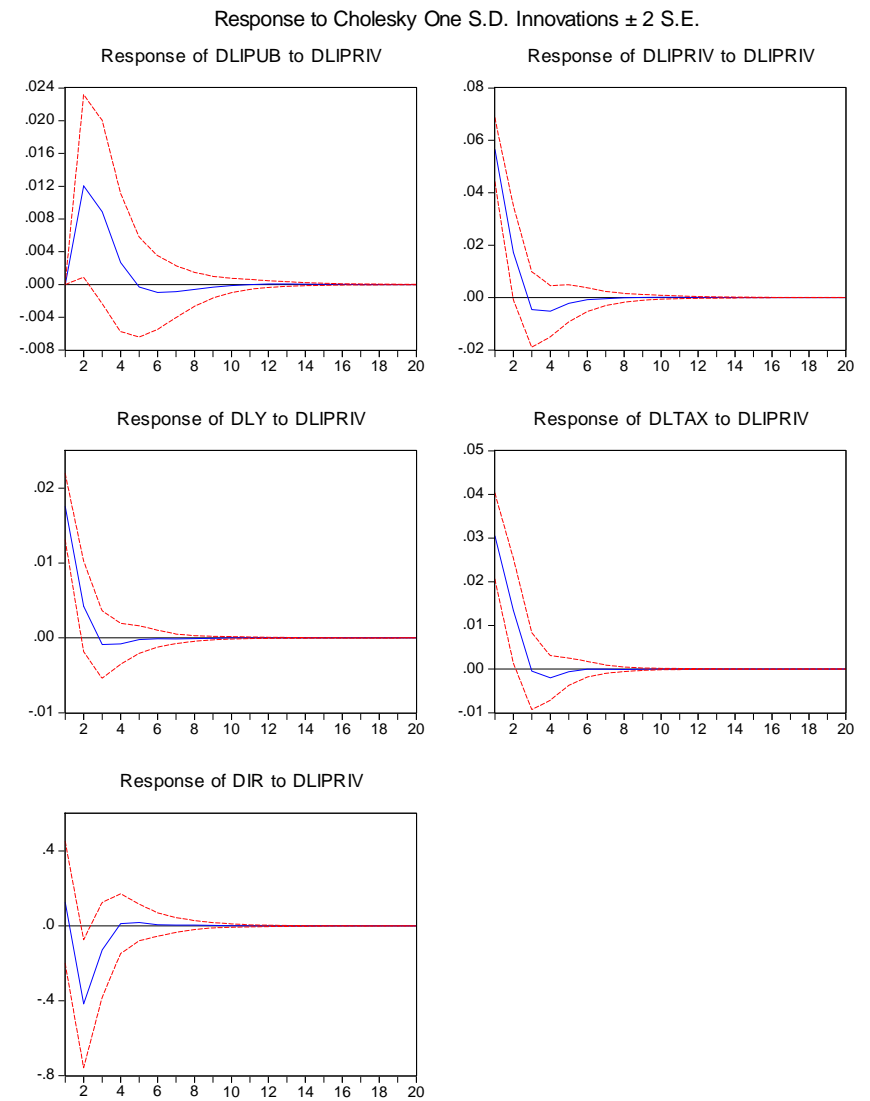 Response to Cholesky One S.D. Innovations ± 2 S.E.
Response of DLIPUB to DLIPRIV
.024
.020
.016
.012
.008
.004
.000
-.004
-.008
2 4 6 8 10 12 14 16 18 20
Response of DLIPRIV to DLIPRIV
.08
.06
.04
.02
.00
-.02
2 4 6 8 10 12 14 16 18 20
Response of DLY to DLIPRIV
.02
.01
.00
-.01
2 4 6 8 10 12 14 16 18 20
Response of DLTAX to DLIPRIV
.05
.04
.03
.02
.01
.00
-.01
2 4 6 8 10 12 14 16 18 20
Response of DIR to DLIPRIV
.4
.0
-.4
-.8
2 4 6 8 10 12 14 16 18 20